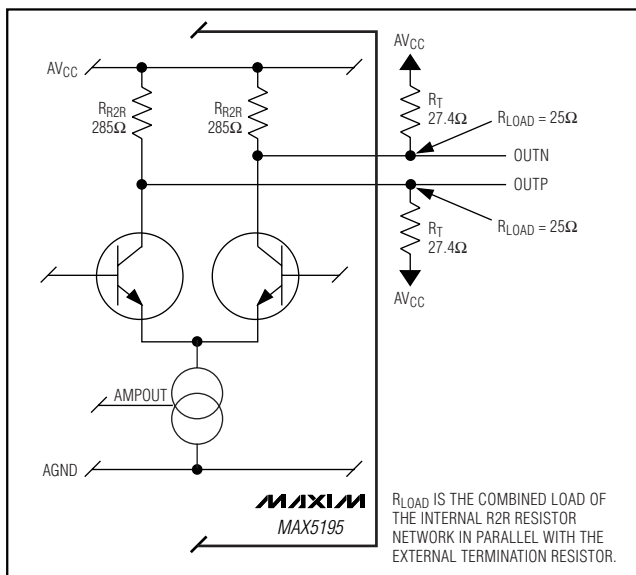 AVCC
RR2R
285Ω
RR2R
285Ω
AVCC
RT
27.4Ω
RLOAD = 25Ω
OUTN
OUTP
RT
27.4Ω
RLOAD = 25Ω
AVCC
AMPOUT
AGND
MAXIM
MAX5195
RLOAD IS THE COMBINED LOAD OF
THE INTERNAL R2R RESISTOR
NETWORK IN PARALLEL WITH THE
EXTERNAL TERMINATION RESISTOR.